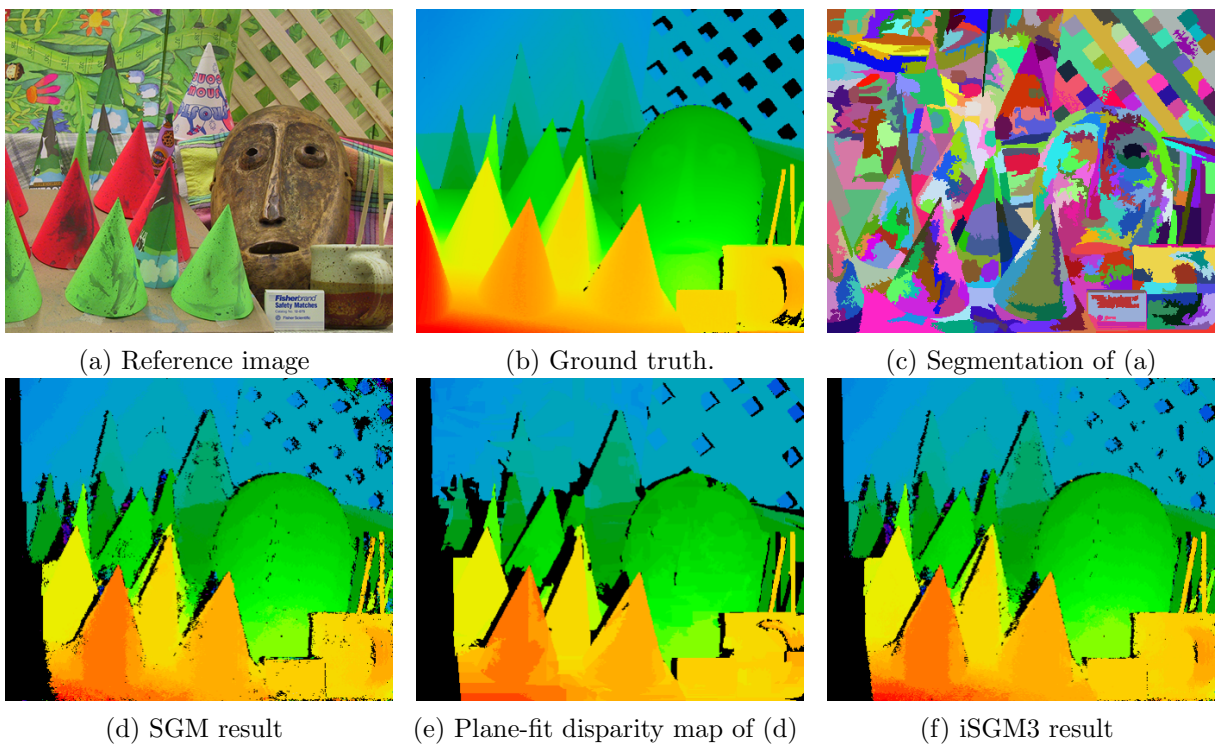 (a) Reference image
(b) Ground truth.
(c) Segmentation of (a)
Fisherbrand
Safety Matches
(d) SGM result
(e) Plane-fit disparity map of (d)
(f) iSGM3 result